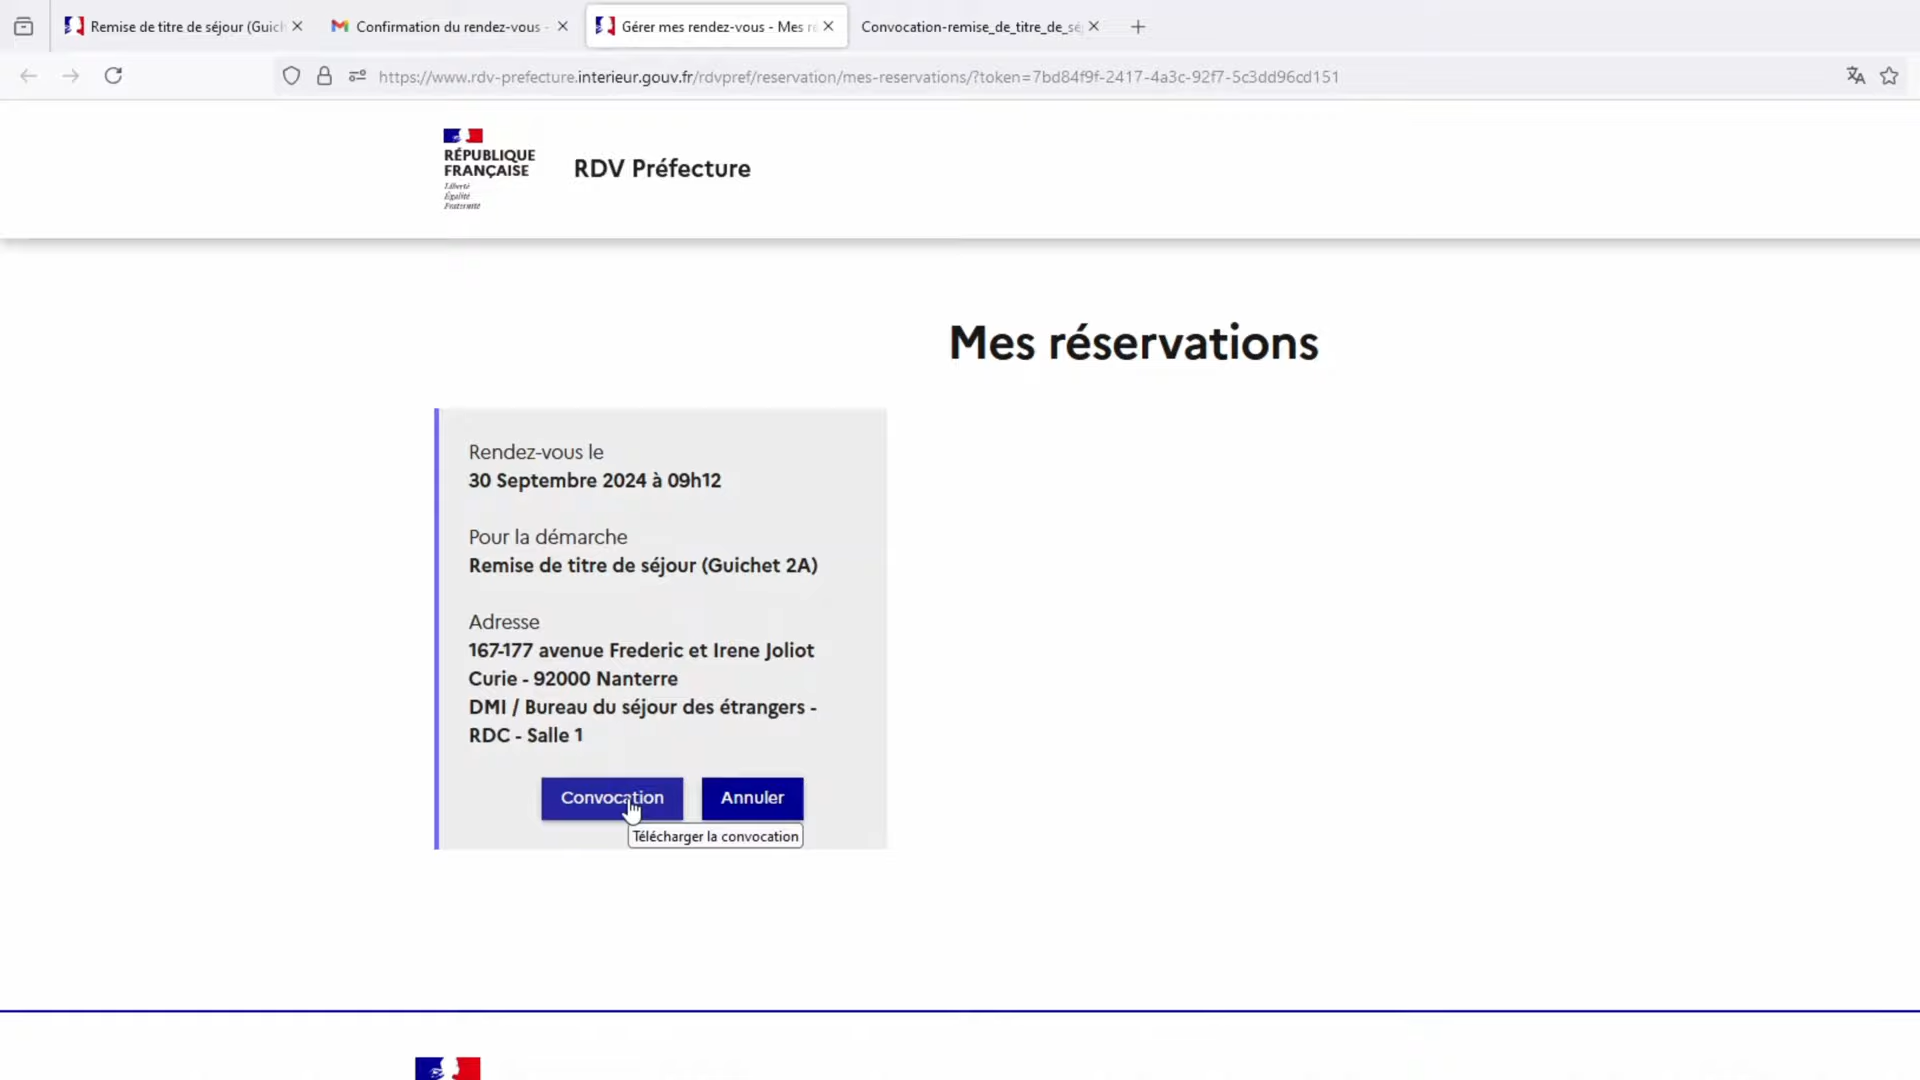 Remise de titre de séjour (Guich
Confirmation du rendez-vous -
Gérer mes rendez-vous - Mes r
Convocation-remise_de_titre_de_sé
https://www.rdv-prefecture.interieur.gouv.fr/rdvpref/reservation/mes-reservations/?token=7bd84f9f-2417-4a3c-92f7-5c3dd96cd151
RÉPUBLIQUE
FRANÇAISE
Liberté
Égalité
Fraternité
RDV Préfecture
Mes réservations
Rendez-vous le
30 Septembre 2024 à 09h12
Pour la démarche
Remise de titre de séjour (Guichet 2A)
Adresse
167-177 avenue Frederic et Irene Joliot
Curie - 92000 Nanterre
DMI / Bureau du séjour des étrangers -
RDC - Salle 1
Convocation
Annuler
Télécharger la convocation